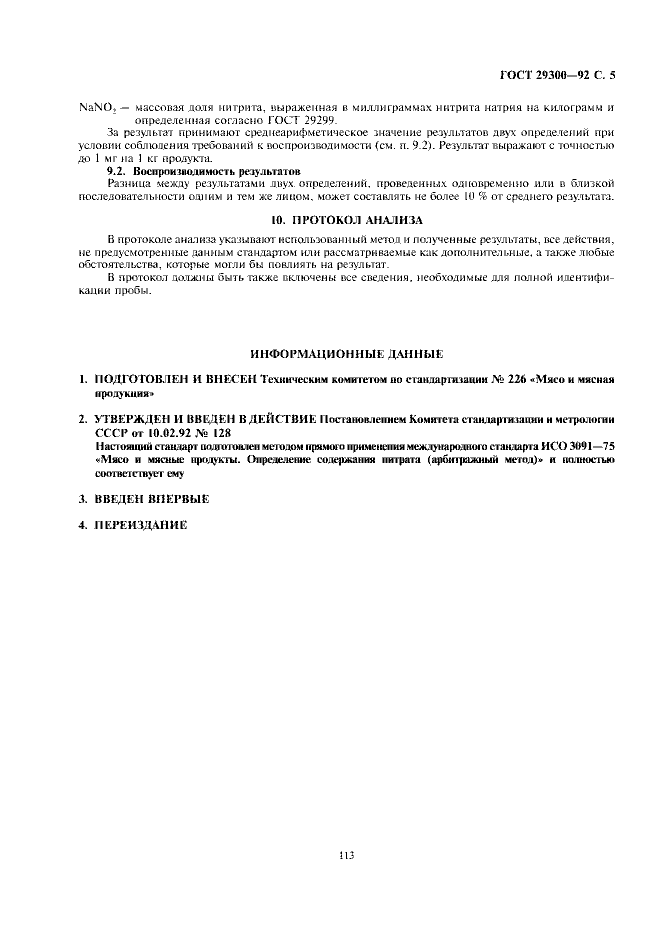 ГОСТ 29300—92 С. 5
NaNO₂ — массовая доля нитрита, выраженная в миллиграммах нитрита натрия на килограмм и
определенная согласно ГОСТ 29299.
За результат принимают среднеарифметическое значение результатов двух определений при
условии соблюдения требований к воспроизводимости (см. п. 9.2). Результат выражают с точностью
до 1 мг на 1 кг продукта.
9.2. Воспроизводимость результатов
Разница между результатами двух определений, проведенных одновременно или в близкой
последовательности одним и тем же лицом, может составлять не более 10 % от среднего результата.
10. ПРОТОКОЛ АНАЛИЗА
В протоколе анализа указывают использованный метод и полученные результаты, все действия,
не предусмотренные данным стандартом или рассматриваемые как дополнительные, а также любые
обстоятельства, которые могли бы повлиять на результат.
В протокол должны быть также включены все сведения, необходимые для полной идентифи-
кации пробы.
ИНФОРМАЦИОННЫЕ ДАННЫЕ
1. ПОДГОТОВЛЕН И ВНЕСЕН Техническим комитетом по стандартизации № 226 «Мясо и мясная
продукция»
2. УТВЕРЖДЕН И ВВЕДЕН В ДЕЙСТВИЕ Постановлением Комитета стандартизации и метрологии
СССР от 10.02.92 № 128
Настоящий стандарт подготовлен методом прямого применения международного стандарта ИСО 3091—75
«Мясо и мясные продукты. Определение содержания нитрата (арбитражный метод)» и полностью
соответствует ему
3. ВВЕДЕН ВПЕРВЫЕ
4. ПЕРЕИЗДАНИЕ
113